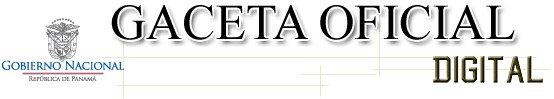 GACETA OFICIAL
DIGITAL
GOBIERNO NACIONAL
REPÚBLICA DE PANAMÁ